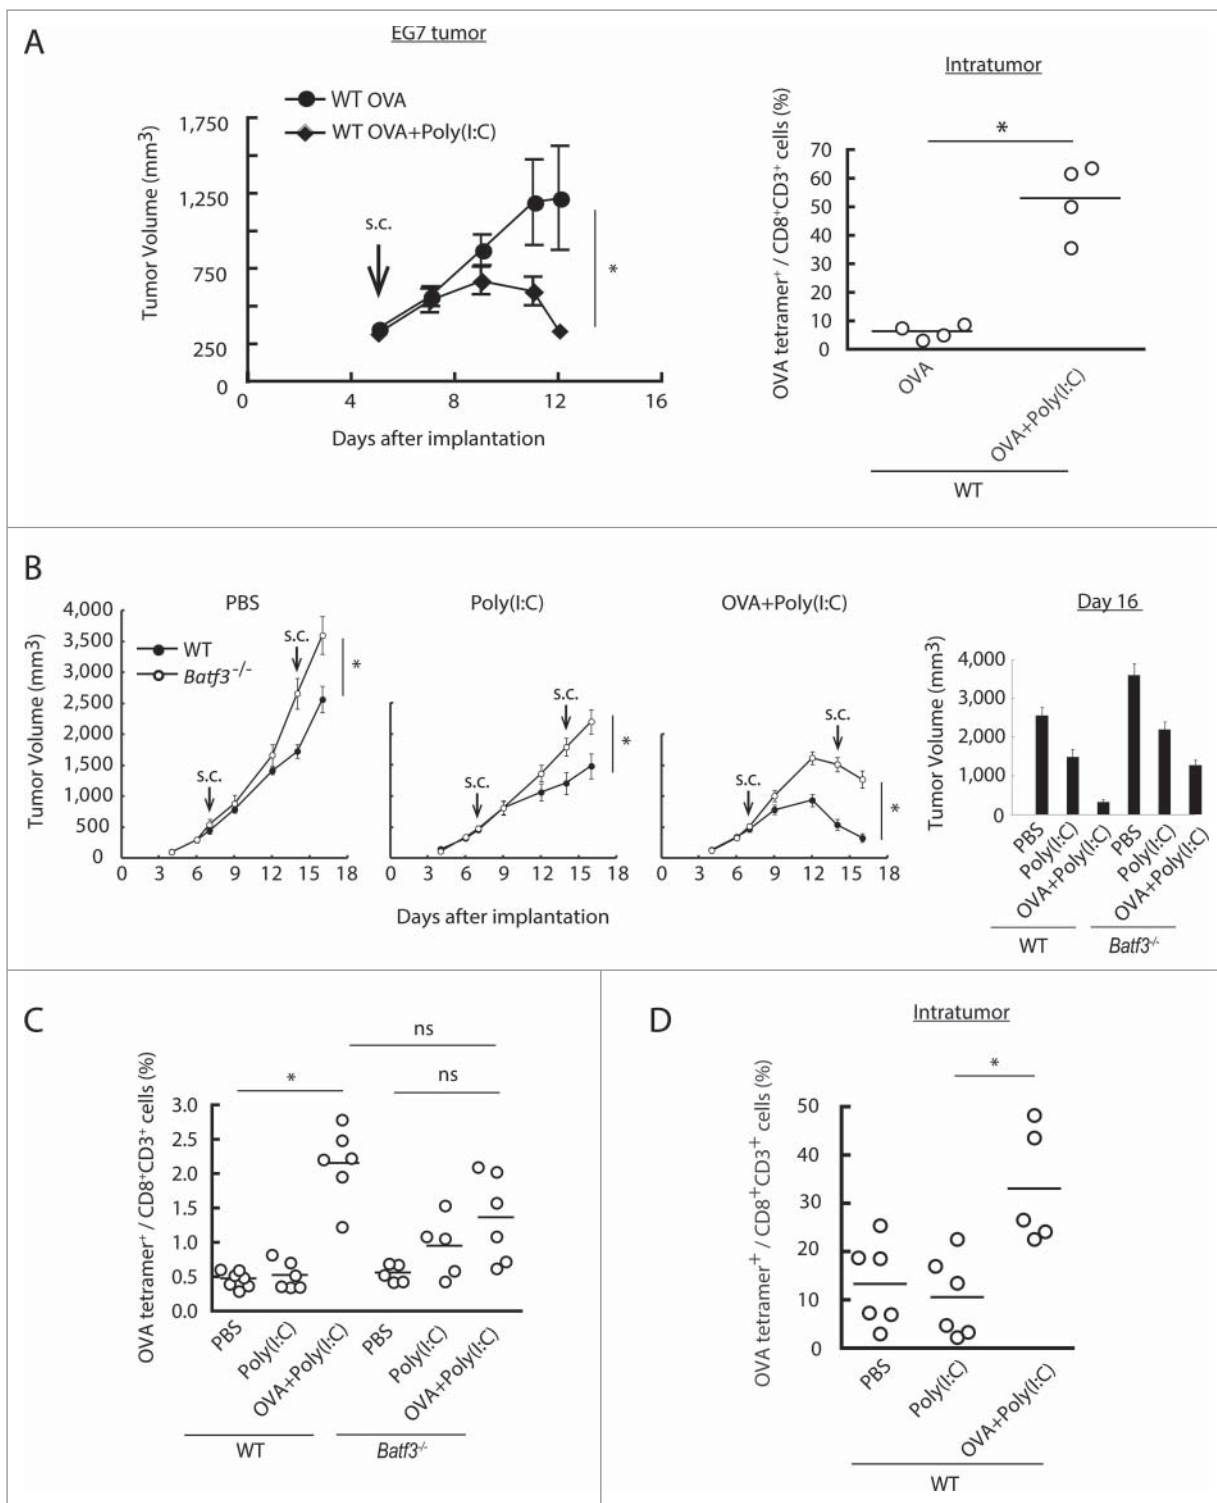 A
EG7 tumor
WT OVA
WT OVA+Poly(I:C)
Tumor Volume (mm3)
1,750
1,250
750
250
0
s.c.
*
0 4 8 12 16
Days after implantation
Intratumor
OVA tetramer+ / CD8+CD3+ cells (%)
70
60
50
40
30
20
10
0
*
OVA
OVA+Poly(I:C)
WT
B
PBS
Tumor Volume (mm3)
4,000
3,500
3,000
2,500
2,000
1,500
1,000
500
0
WT
Batf3-/-
s.c.
s.c.
*
0 3 6 9 12 15 18
Poly(I:C)
s.c.
s.c.
*
0 3 6 9 12 15 18
OVA+Poly(I:C)
s.c.
s.c.
*
0 3 6 9 12 15 18
Days after implantation
Day 16
Tumor Volume (mm3)
4,000
3,000
2,000
1,000
0
PBS
Poly(I:C)
OVA+Poly(I:C)
PBS
Poly(I:C)
OVA+Poly(I:C)
WT
Batf3-/-
C
ns
*
ns
OVA tetramer+ / CD8+CD3+ cells (%)
3.0
2.5
2.0
1.5
1.0
0.5
0.0
PBS
Poly(I:C)
OVA+Poly(I:C)
PBS
Poly(I:C)
OVA+Poly(I:C)
WT
Batf3-/-
D
Intratumor
*
OVA tetramer+ / CD8+CD3+ cells (%)
50
40
30
20
10
0
PBS
Poly(I:C)
OVA+Poly(I:C)
WT